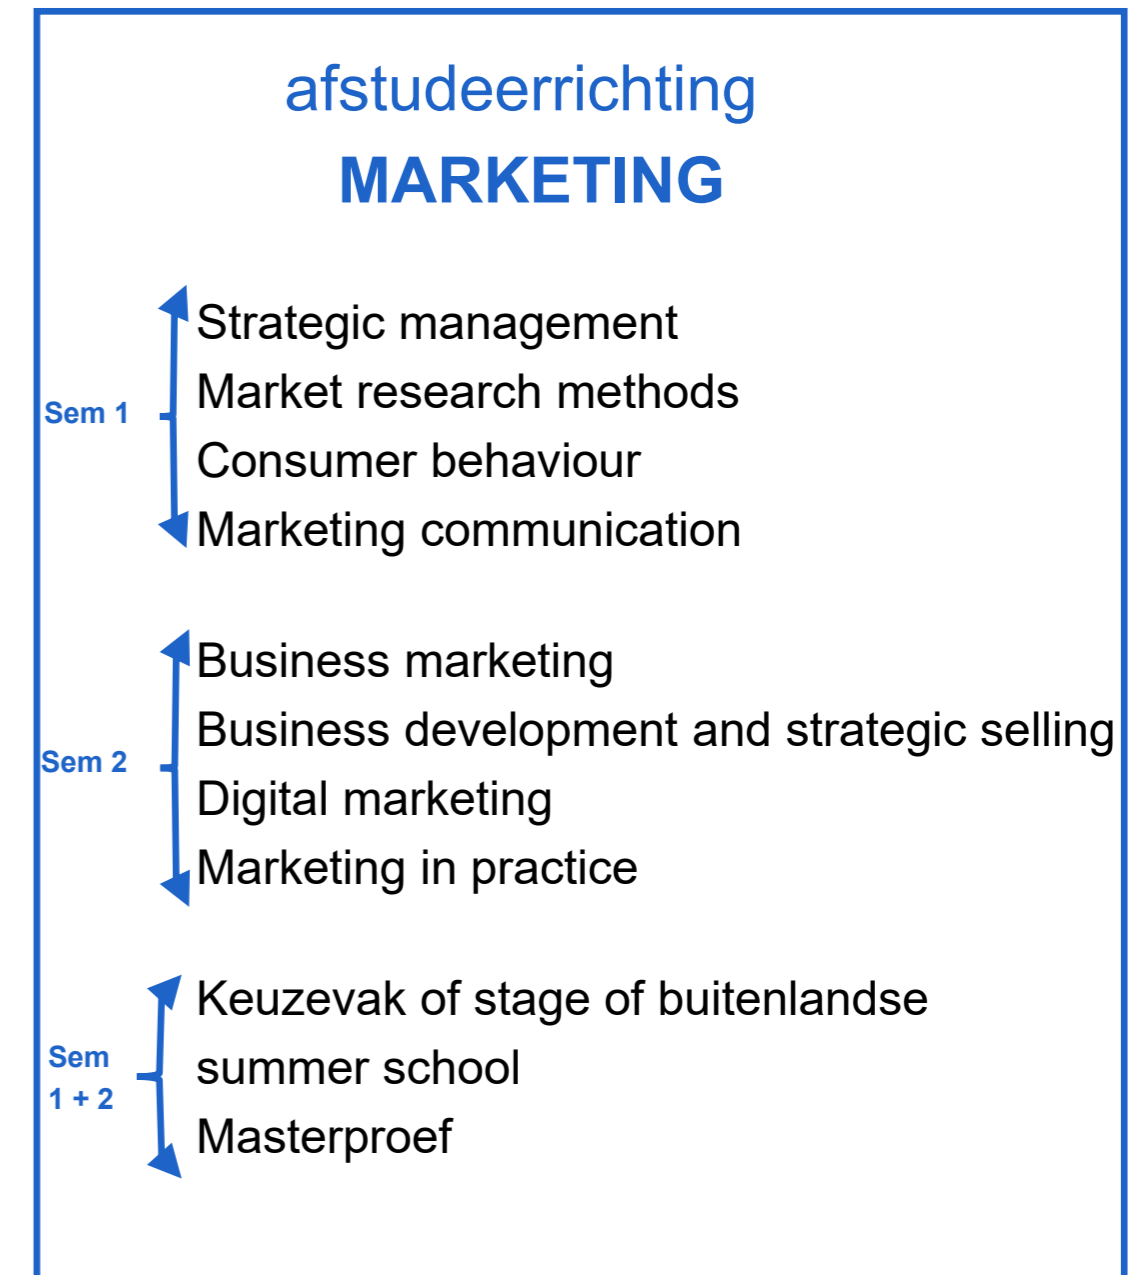 afstudeerrichting
MARKETING
Sem 1
Strategic management
Market research methods
Consumer behaviour
Marketing communication
Sem 2
Business marketing
Business development and strategic selling
Digital marketing
Marketing in practice
Sem
1 + 2
Keuzevak of stage of buitenlandse
summer school
Masterproef